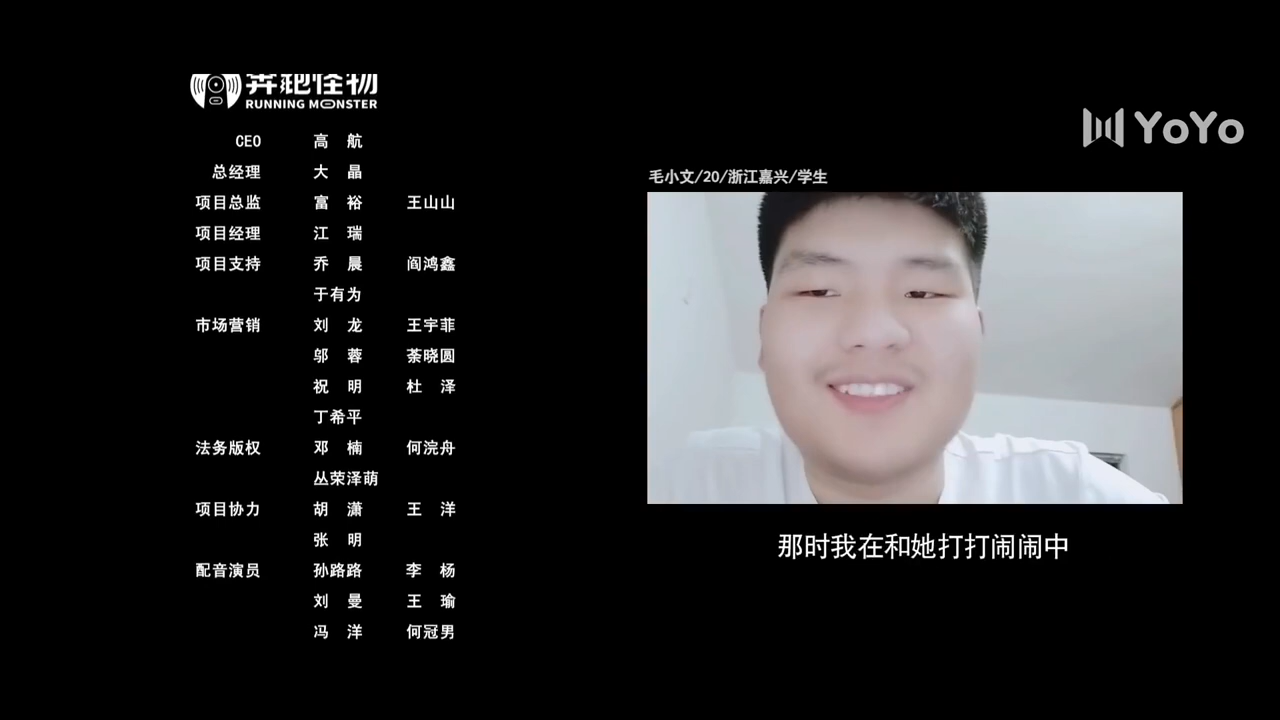 奔跑怪物
RUNNING MONSTER
CEO 高 航
总经理 大 晶
项目总监 富 裕 王山山
项目经理 江 瑞
项目支持 乔 晨 阎鸿鑫
于有为
市场营销 刘 龙 王宇菲
邬 蓉 荼晓圆
祝 明 杜 泽
丁希平
法务版权 邓 楠 何浣舟
丛荣泽萌
项目协力 胡 潇 王 洋
张 明
配音演员 孙路路 李 杨
刘 曼 王 瑜
冯 洋 何冠男
YoYo
毛小文/20/浙江嘉兴/学生
那时我在和她打打闹闹中